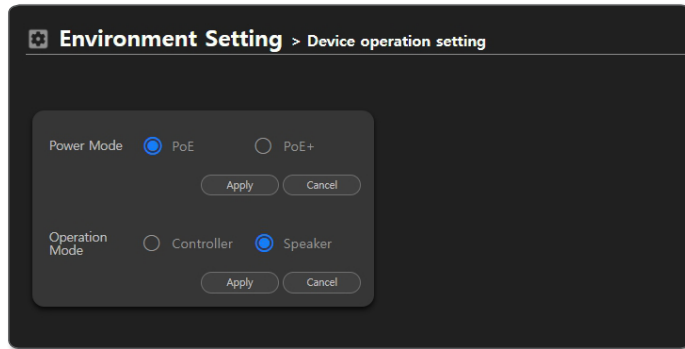 Environment Setting > Device operation setting
Power Mode PoE PoE+
Apply Cancel
Operation
Mode Controller Speaker
Apply Cancel